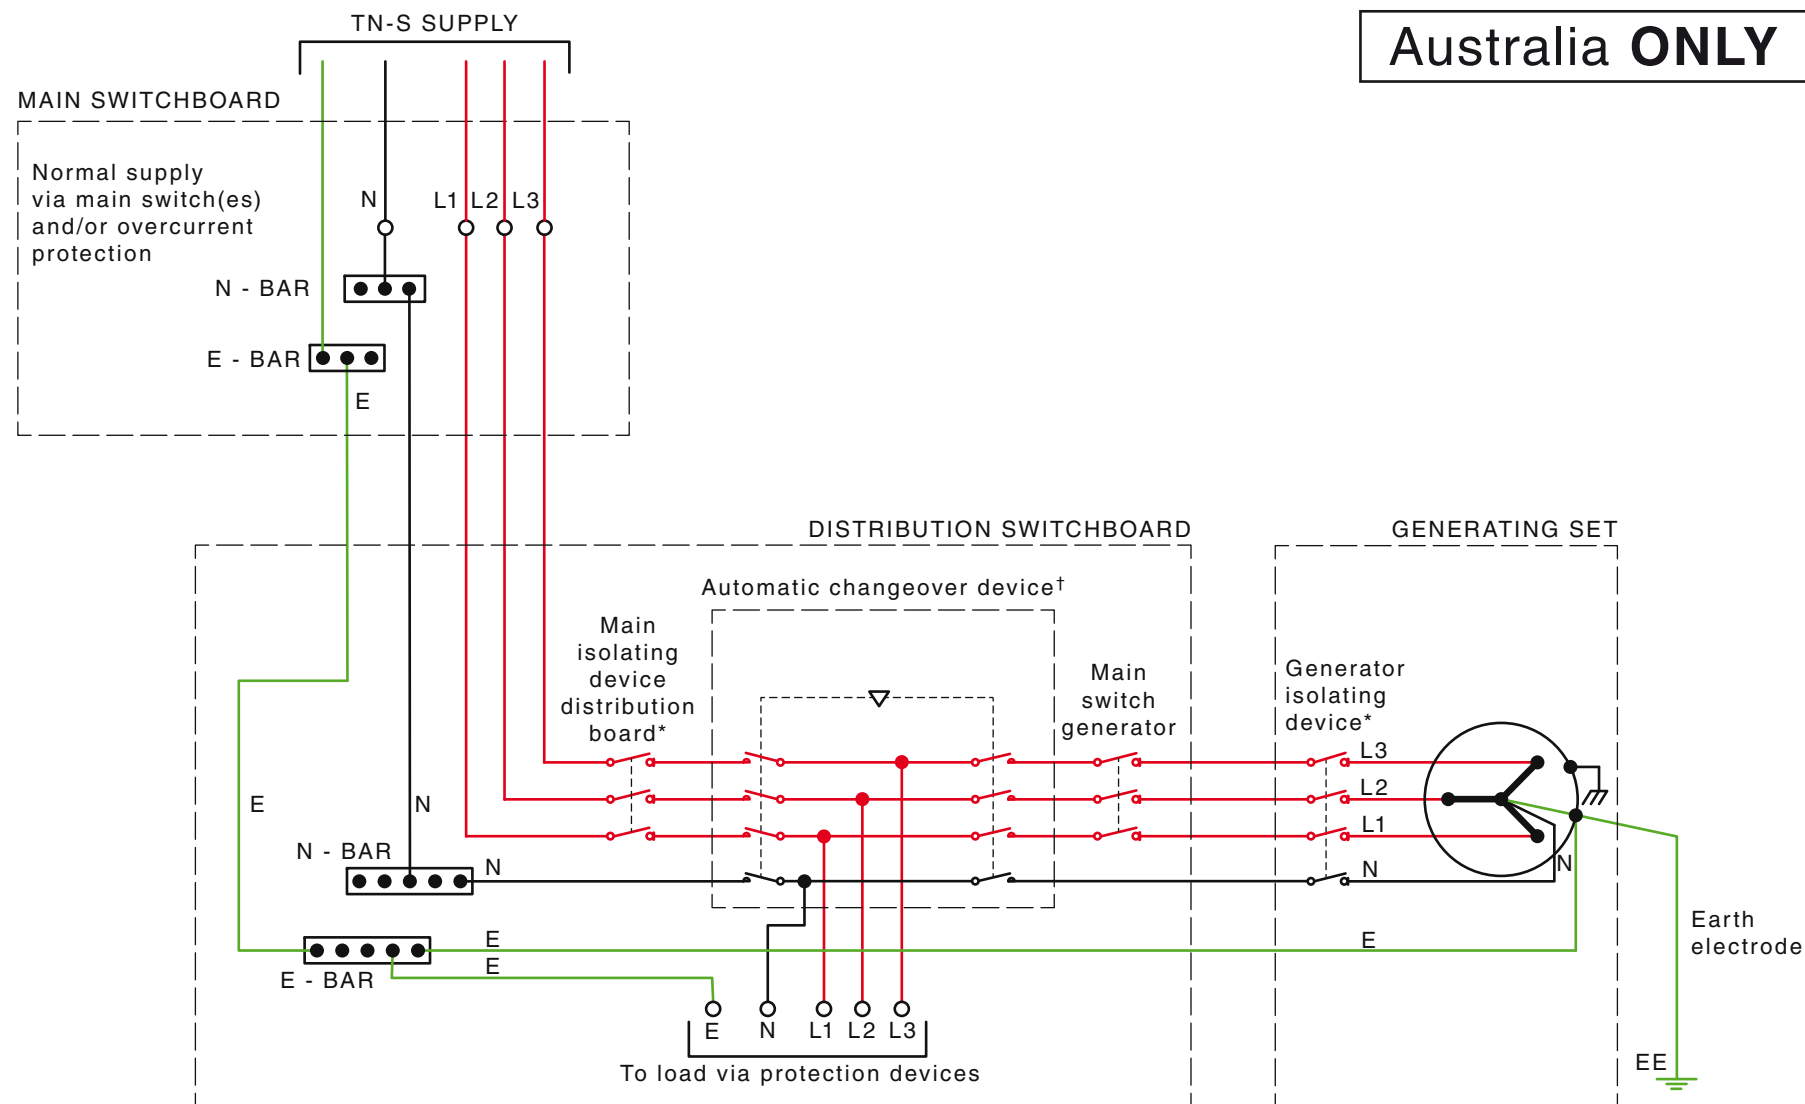 TN-S SUPPLY
Australia ONLY
MAIN SWITCHBOARD
Normal supply
via main switch(es)
and/or overcurrent
protection
N
L1
L2
L3
N - BAR
E - BAR
E
DISTRIBUTION SWITCHBOARD
GENERATING SET
Automatic changeover device†
Main
isolating
device
distribution
board*
Main
switch
generator
Generator
isolating
device*
L3
L2
L1
N
N
E
N
N - BAR
N
E
E
E
E - BAR
Earth
electrode
E
N
L1
L2
L3
To load via protection devices
EE